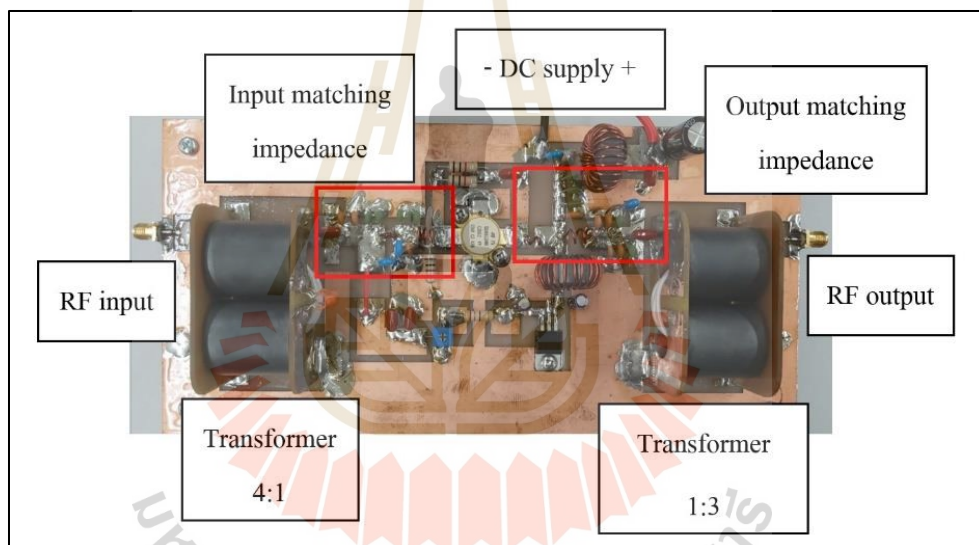 - DC supply +
Input matching
impedance
Output matching
impedance
RF input
RF output
Transformer
4:1
Transformer
1:3